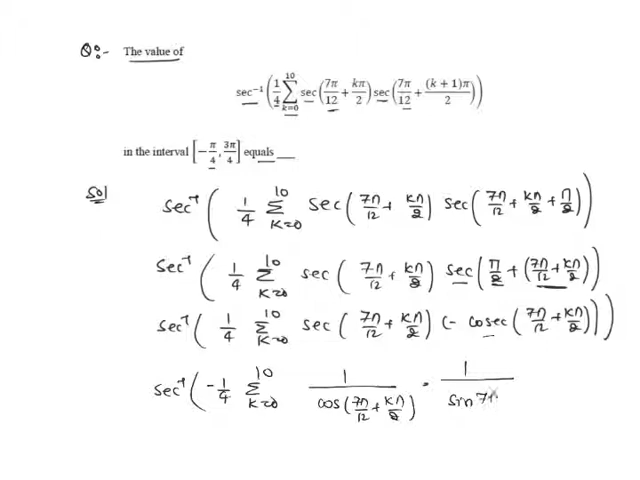 Q:- The value of
sec⁻¹(1/4 ∑_{k=0}^{10} sec(7π/12 + kπ/2) sec(7π/12 + (k + 1)π/2))
in the interval [−π/4, 3π/4] equals __
Sol
sec⁻¹(1/4 ∑_{K=0}^{10} sec(7π/12 + Kπ/2) sec(7π/12 + Kπ/2 + π/2))
sec⁻¹(1/4 ∑_{K=0}^{10} sec(7π/12 + Kπ/2) sec(π/2 + (7π/12 + Kπ/2)))
sec⁻¹(1/4 ∑_{K=0}^{10} sec(7π/12 + Kπ/2) (- cosec(7π/12 + Kπ/2)))
sec⁻¹(-1/4 ∑_{K=0}^{10} 1/cos(7π/12 + Kπ/2) · 1/sin 7π